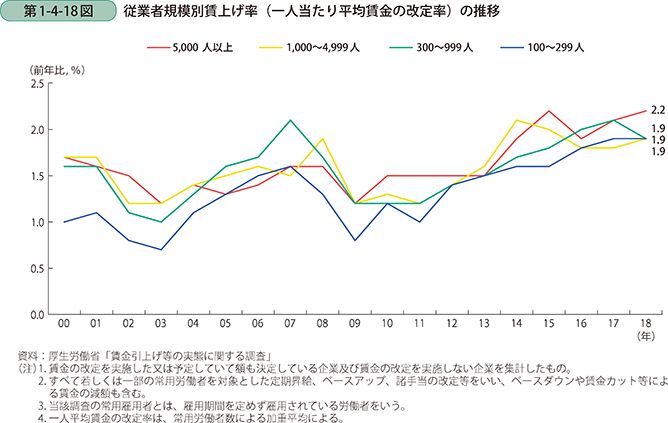 第1-4-18図 従業者規模別賃上げ率（一人当たり平均賃金の改定率）の推移
5,000 人以上 1,000～4,999人 300～999人 100～299人
（前年比, %）
2.5
2.0
1.5
1.0
0.5
0.0
2.2
1.9
1.9
1.9
00 01 02 03 04 05 06 07 08 09 10 11 12 13 14 15 16 17 18
（年）
資料：厚生労働省「賃金引上げ等の実態に関する調査」
（注）1. 賃金の改定を実施した又は予定していて額も決定している企業及び賃金の改定を実施しない企業を集計したもの。
2. すべて若しくは一部の常用労働者を対象とした定期昇給、ベースアップ、諸手当の改定等をいい、ベースダウンや賃金カット等によ
る賃金の減額も含む。
3. 当該調査の常用雇用者とは、雇用期間を定めず雇用されている労働者をいう。
4. 一人平均賃金の改定率は、常用労働者数による加重平均による。